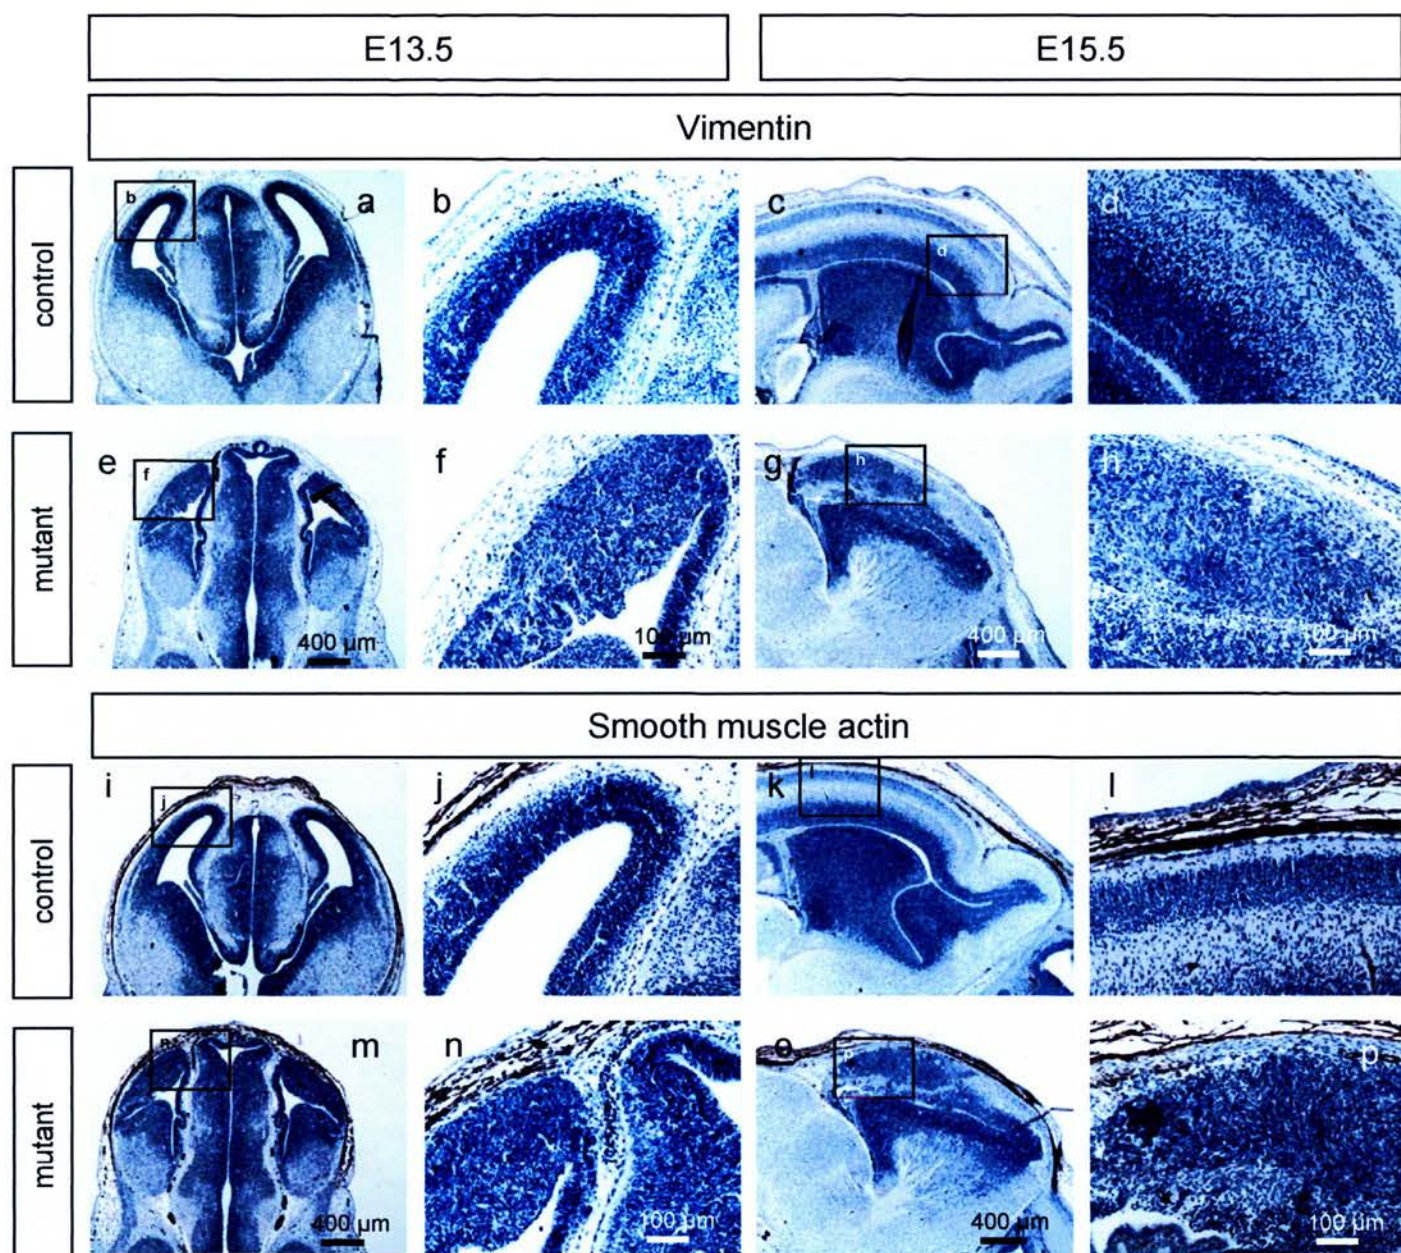 E13.5 E15.5
Vimentin
control
b a b c d d
mutant
e f f g h h
400 µm 100 µm 400 µm 100 µm
Smooth muscle actin
control
i j j k l l
mutant
n m n o p p
400 µm 100 µm 400 µm 100 µm